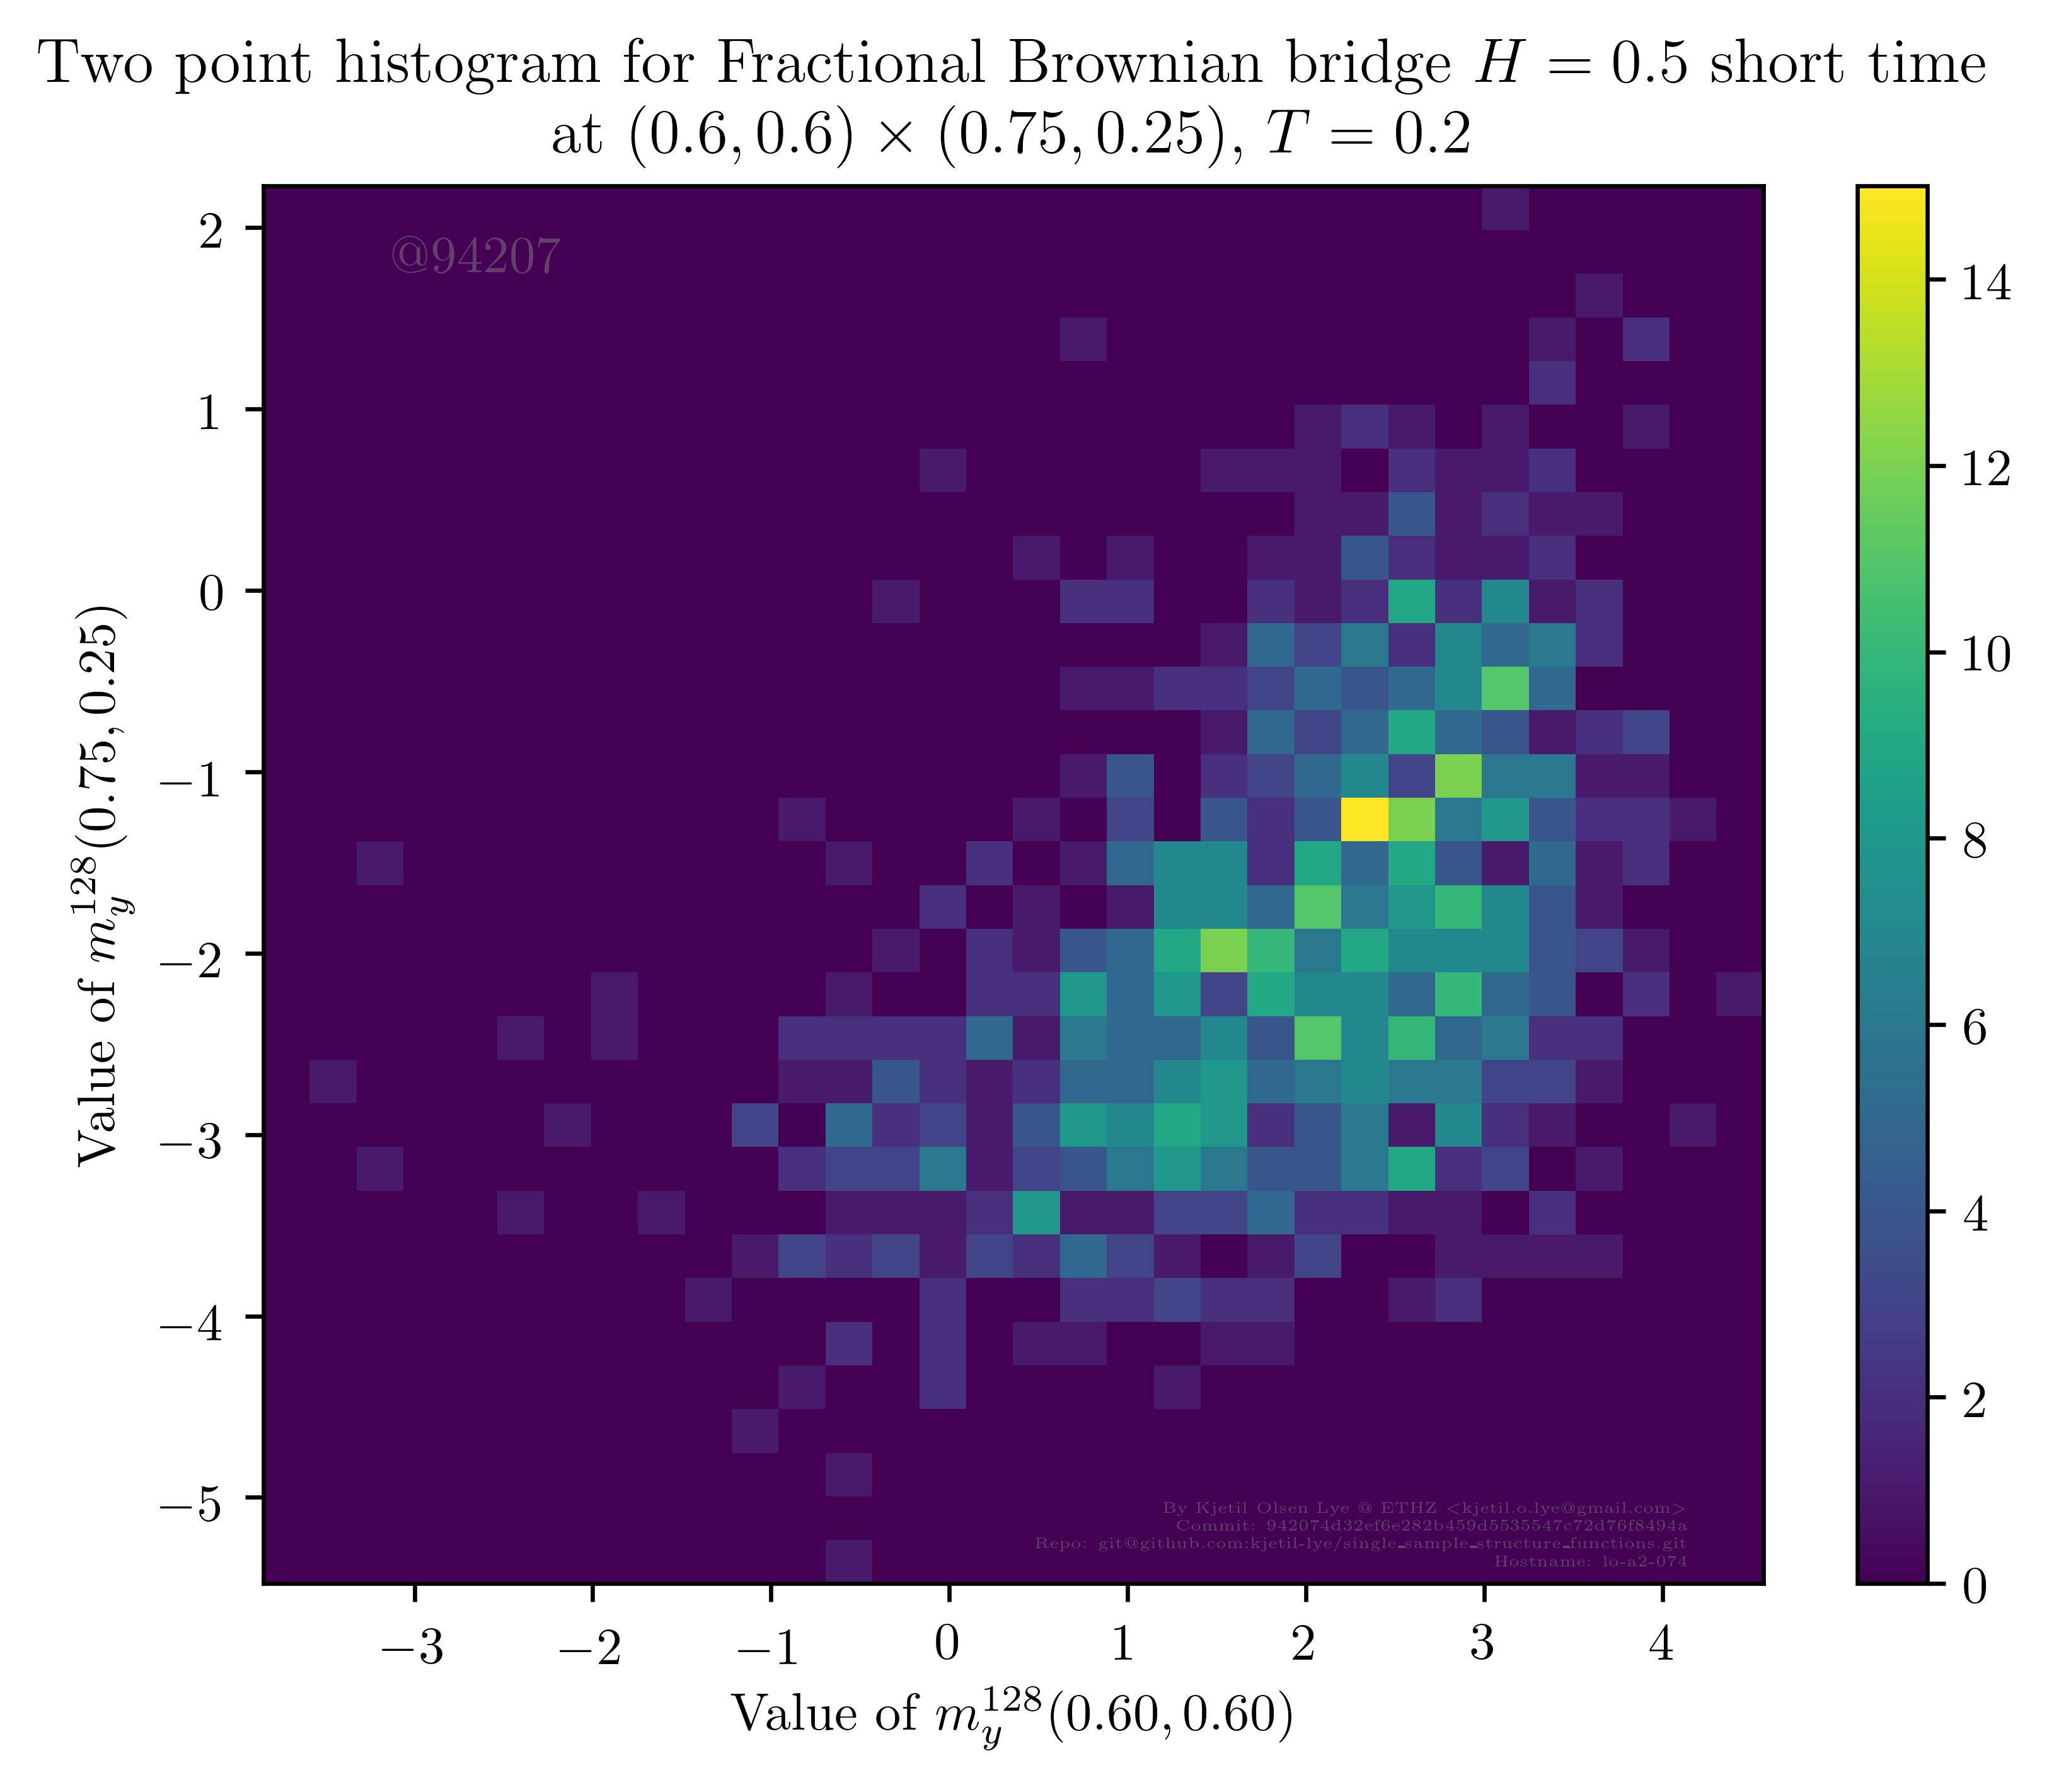 Two point histogram for Fractional Brownian bridge H = 0.5 short time
at (0.6, 0.6) × (0.75, 0.25), T = 0.2
@94207
2
1
0
−1
−2
−3
−4
−5
Value of m_y^128(0.75, 0.25)
−3 −2 −1 0 1 2 3 4
Value of m_y^128(0.60, 0.60)
14
12
10
8
6
4
2
0
By Kjetil Olsen Lye @ ETHZ <kjetil.o.lye@gmail.com>
Commit: 942074d32ef6e282b459d5535547c72d76f8494a
Repo: git@github.com:kjetil-lye/single_sample_structure_functions.git
Hostname: lo-a2-074